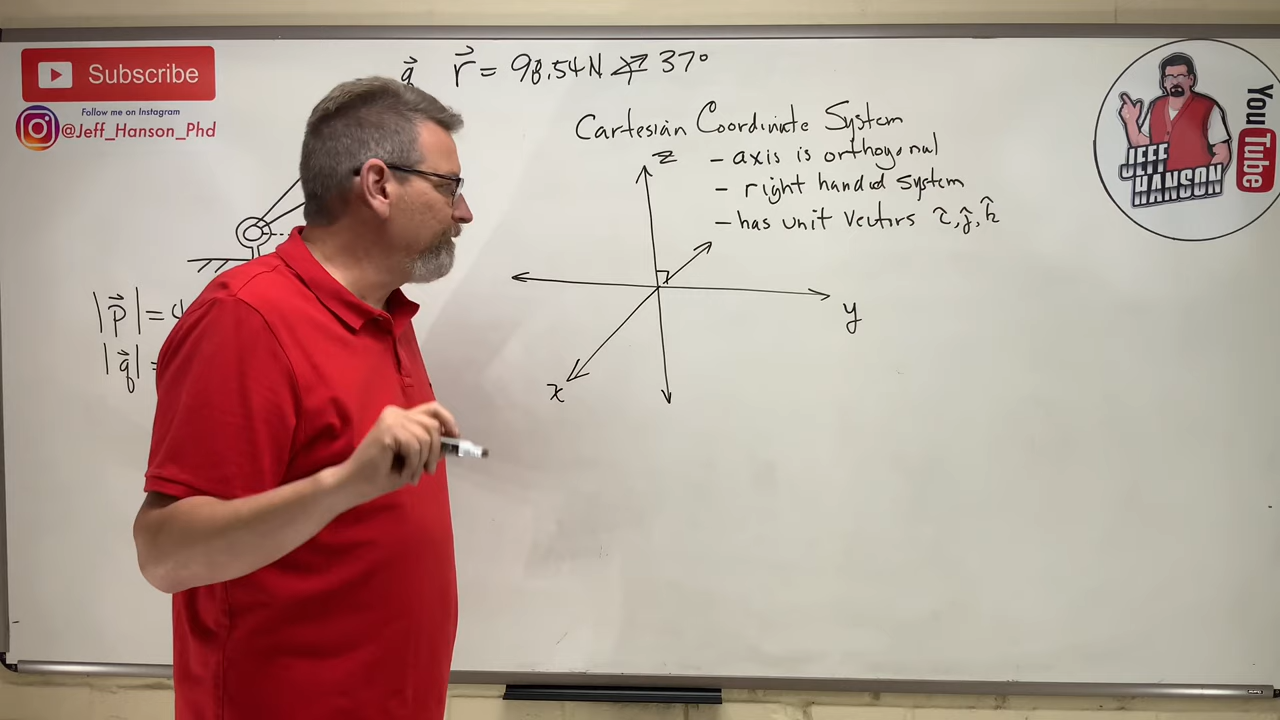 Subscribe
Follow me on Instagram
@Jeff_Hanson_Phd
q⃗ r⃗ = 98.54N ∡ 37°
Cartesian Coordinate System
- axis is orthogonal
- right handed system
- has unit vectors î, ĵ, k̂
z
y
x
|p⃗| = 4
|q⃗| =
JEFF
HANSON
YouTube